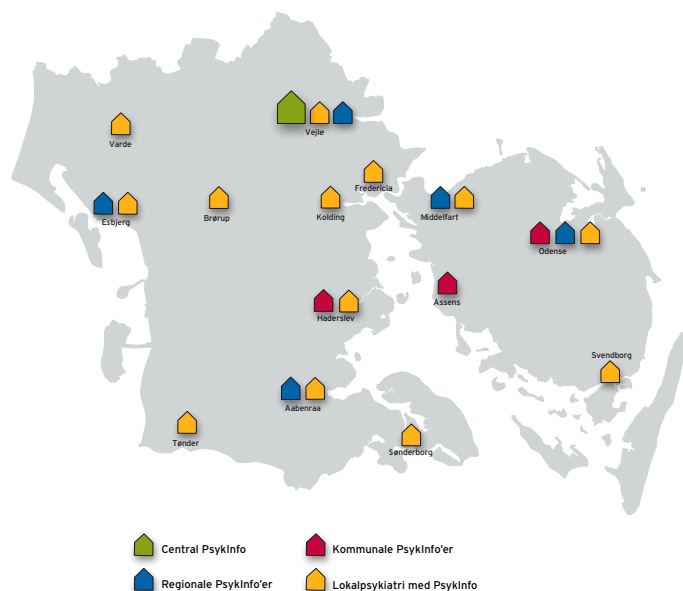 Vejle
Varde
Fredericia
Esbjerg
Brørup
Kolding
Middelfart
Odense
Assens
Haderslev
Svendborg
Aabenraa
Tønder
Sønderborg
Central PsykInfo
Kommunale PsykInfo'er
Regionale PsykInfo'er
Lokalpsykiatri med PsykInfo